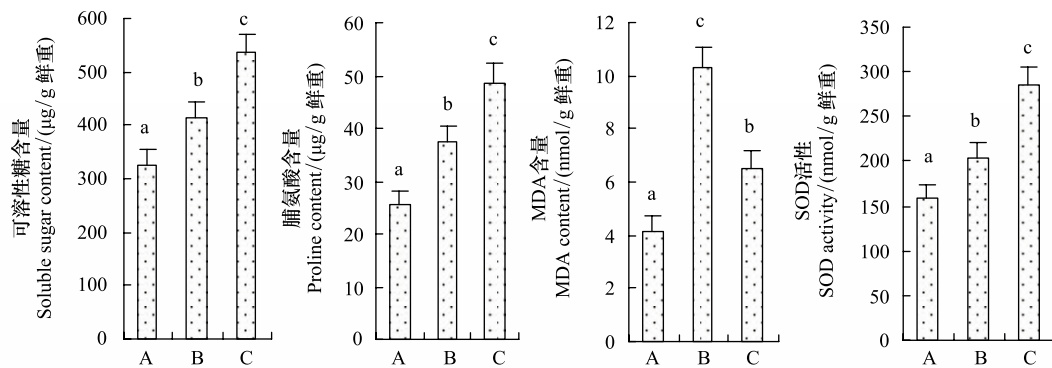 可溶性糖含量
Soluble sugar content/(μg/g 鲜重)
600
500
400
300
200
100
0
a
b
c
A B C
脯氨酸含量
Proline content/(μg/g 鲜重)
60
50
40
30
20
10
0
a
b
c
A B C
MDA含量
MDA content/(nmol/g 鲜重)
12
10
8
6
4
2
0
a
c
b
A B C
SOD活性
SOD activity/(nmol/g 鲜重)
350
300
250
200
150
100
50
0
a
b
c
A B C